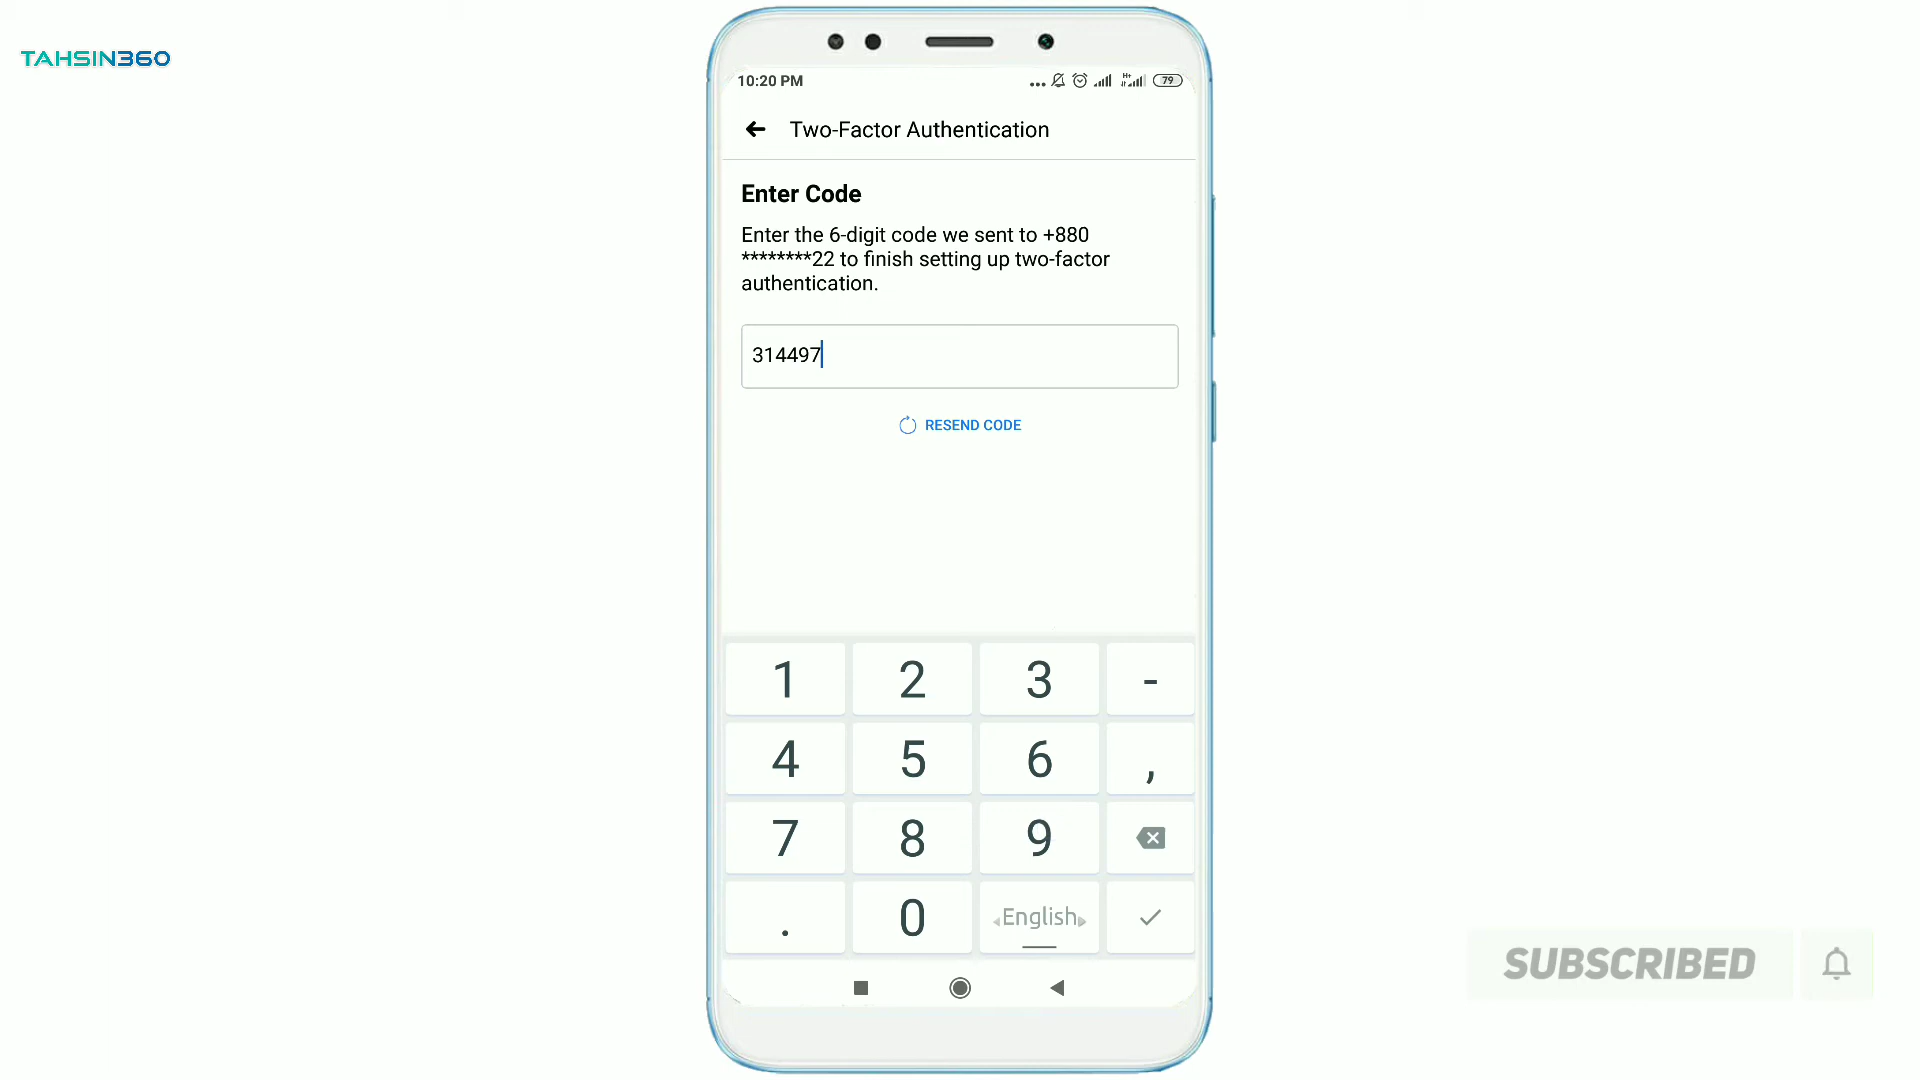 TAHSIN360
10:20 PM
H+
79
Two-Factor Authentication
Enter Code
Enter the 6-digit code we sent to +880
********22 to finish setting up two-factor
authentication.
314497
RESEND CODE
1 2 3 -
4 5 6 ,
7 8 9
. 0 English
SUBSCRIBED